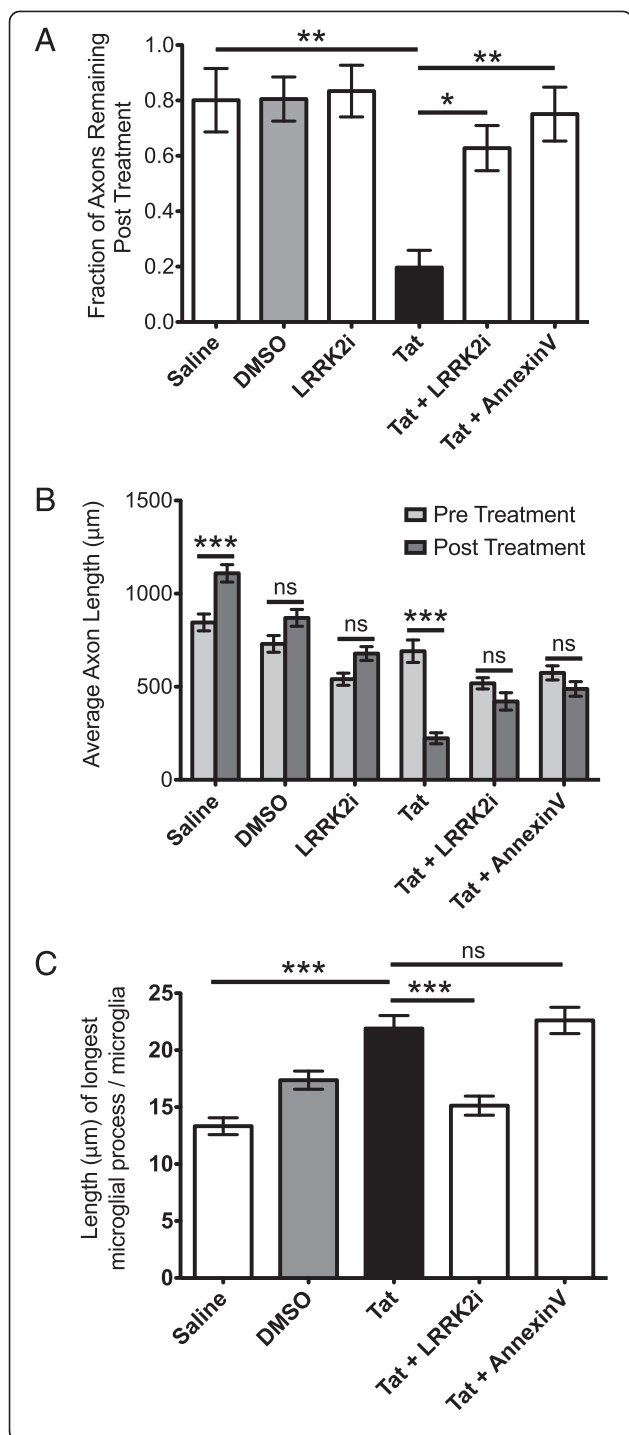 A
Fraction of Axons Remaining
Post Treatment
1.0
0.8
0.6
0.4
0.2
0.0
**
**
*
Saline
DMSO
LRRK2i
Tat
Tat + LRRK2i
Tat + AnnexinV
B
Average Axon Length (µm)
1500
1000
500
0
Pre Treatment
Post Treatment
***
ns
ns
***
ns
ns
Saline
DMSO
LRRK2i
Tat
Tat + LRRK2i
Tat + AnnexinV
C
Length (µm) of longest
microglial process / microglia
25
20
15
10
5
0
ns
***
***
Saline
DMSO
Tat
Tat + LRRK2i
Tat + AnnexinV